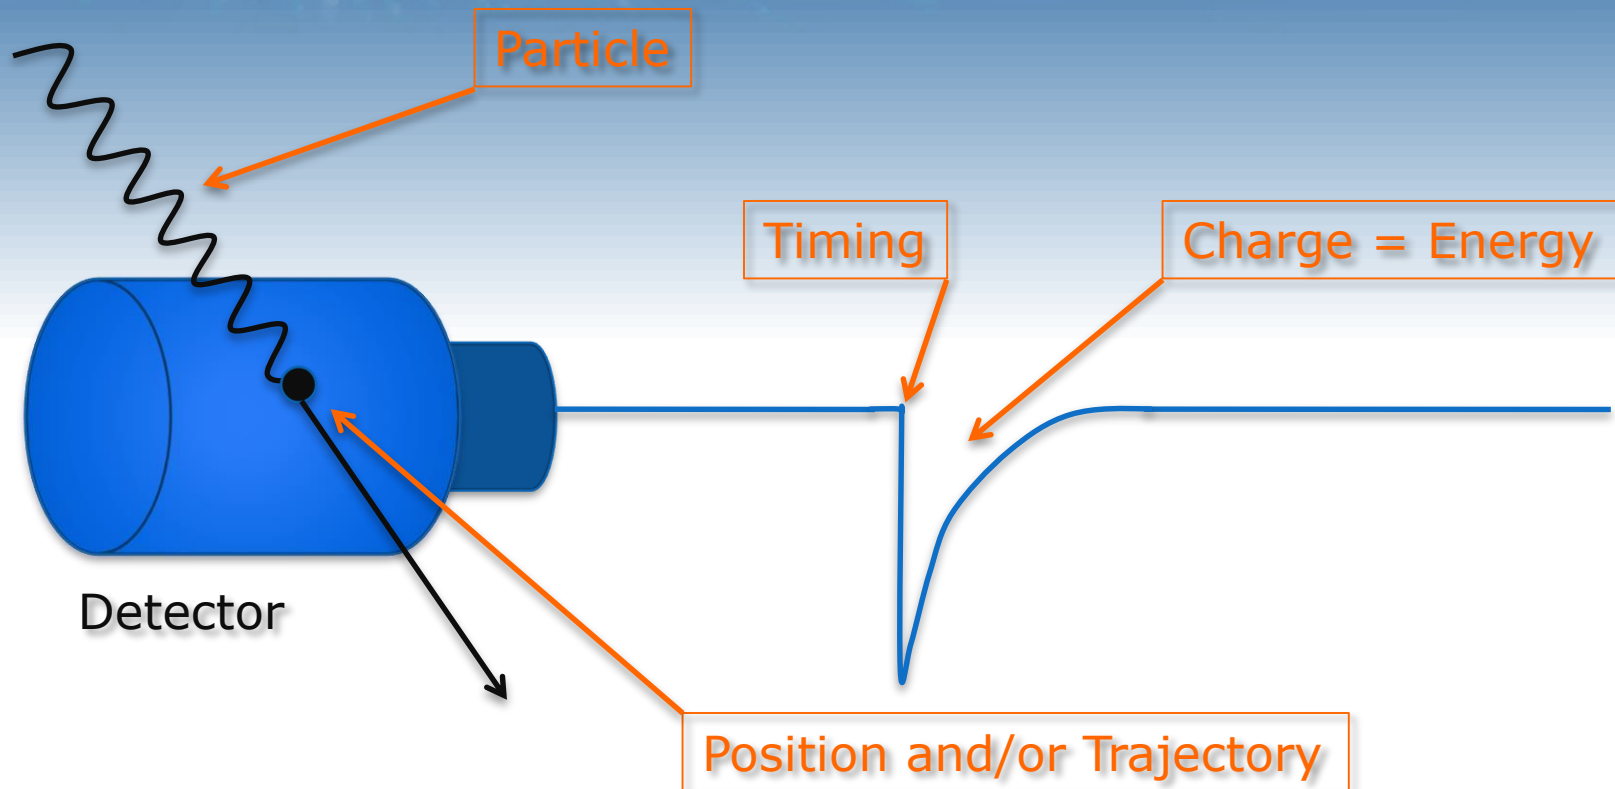 Particle
Timing
Charge = Energy
Detector
Position and/or Trajectory